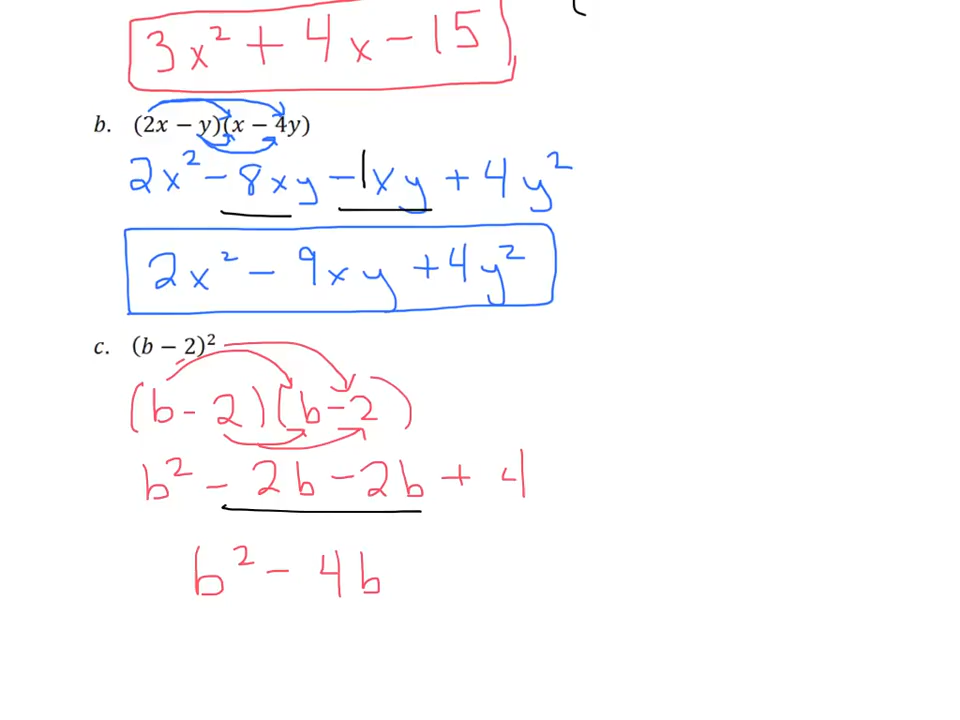 3x² + 4x - 15
b. (2x − y)(x − 4y)
2x² - 8xy - 1xy + 4y²
2x² - 9xy + 4y²
c. (b − 2)²
(b - 2)(b - 2)
b² - 2b - 2b + 4
b² - 4b